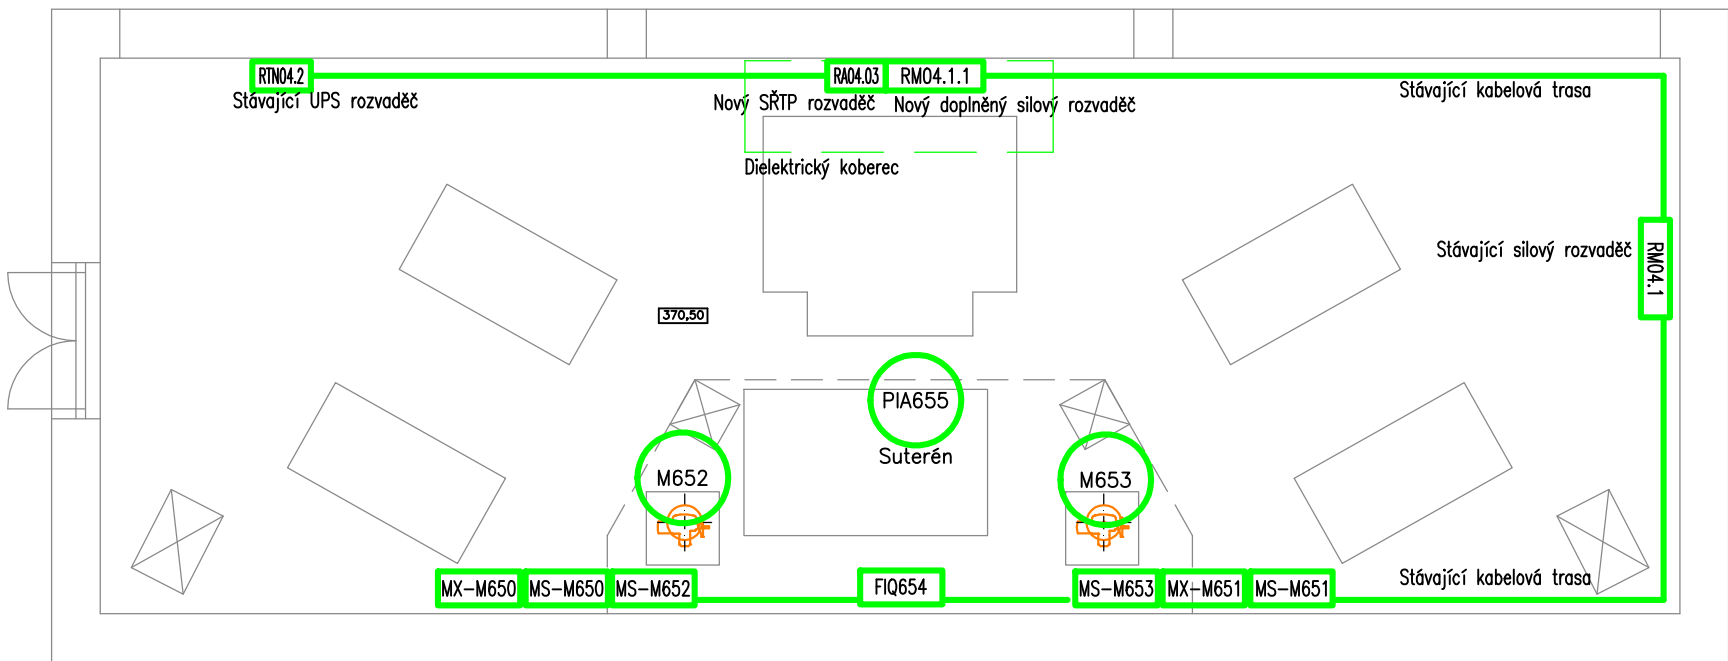 RTN04.2
RA04.03
RM04.1.1
Stávající kabelová trasa
Stávající UPS rozvaděč
Nový SŘTP rozvaděč
Nový doplněný silový rozvaděč
Dielektrický koberec
Stávající silový rozvaděč
RM04.1
370,50
PIA655
Suterén
M652
M653
Stávající kabelová trasa
MX-M650
MS-M650
MS-M652
FIQ654
MS-M653
MX-M651
MS-M651